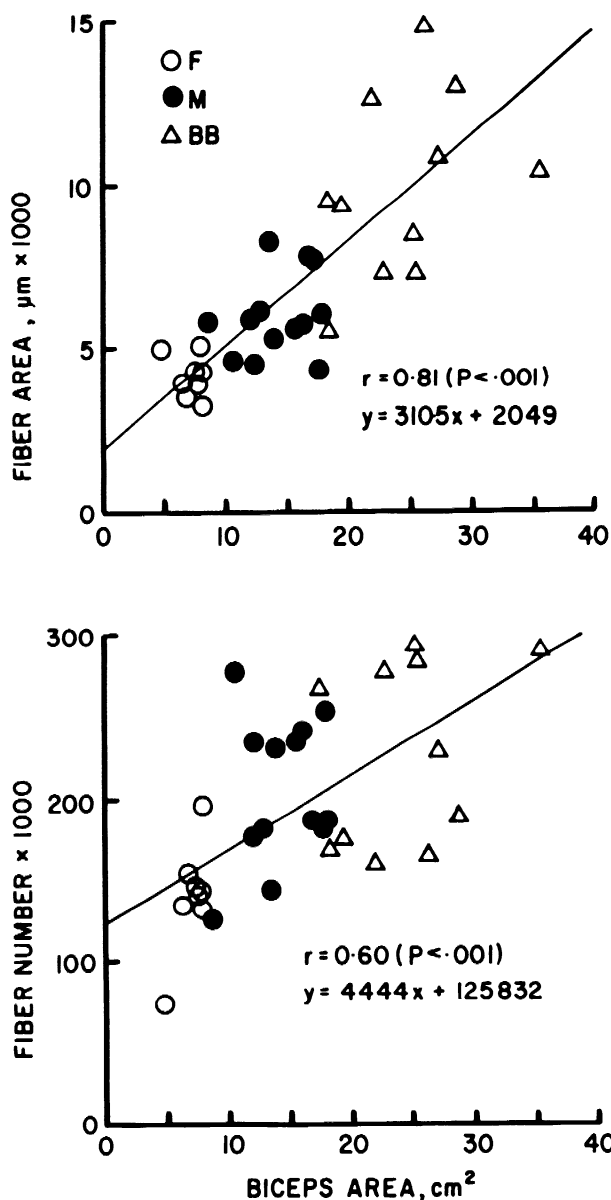 15
F
M
BB
10
5
0
FIBER AREA, µm × 1000
r = 0·81 (P<·001)
y = 3105x + 2049
0 10 20 30 40
300
200
100
0
FIBER NUMBER × 1000
r = 0·60 (P<·001)
y = 4444x + 125832
0 10 20 30 40
BICEPS AREA, cm²